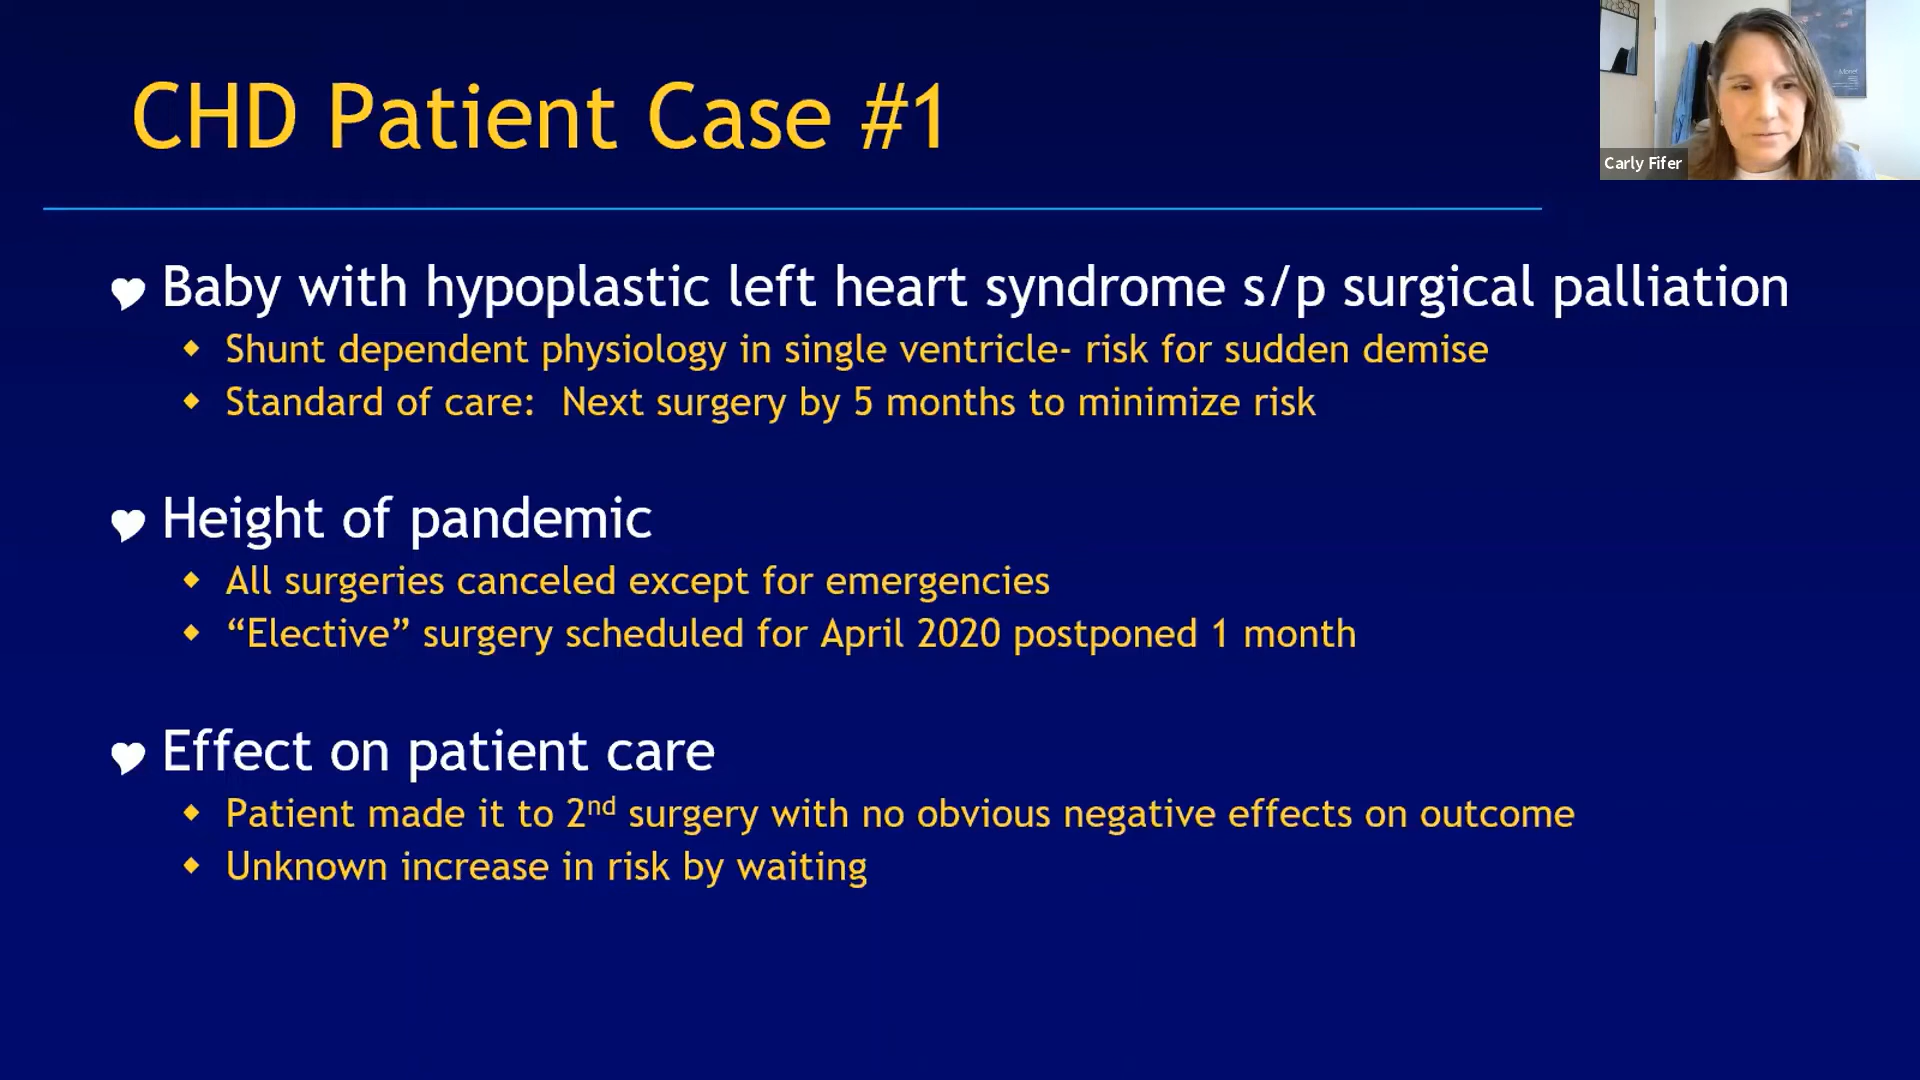 CHD Patient Case #1
Carly Fifer
Baby with hypoplastic left heart syndrome s/p surgical palliation
Shunt dependent physiology in single ventricle- risk for sudden demise
Standard of care:  Next surgery by 5 months to minimize risk
Height of pandemic
All surgeries canceled except for emergencies
“Elective” surgery scheduled for April 2020 postponed 1 month
Effect on patient care
Patient made it to 2nd surgery with no obvious negative effects on outcome
Unknown increase in risk by waiting